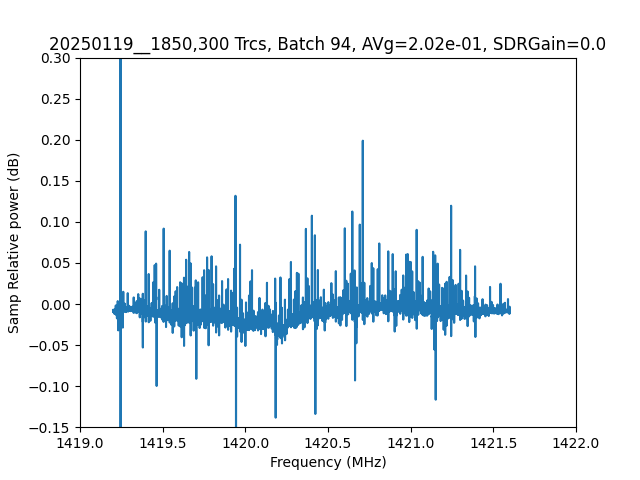 20250119__1850,300 Trcs, Batch 94, AVg=2.02e-01, SDRGain=0.0
0.30
0.25
0.20
0.15
0.10
0.05
0.00
−0.05
−0.10
−0.15
Samp Relative power (dB)
1419.0 1419.5 1420.0 1420.5 1421.0 1421.5 1422.0
Frequency (MHz)